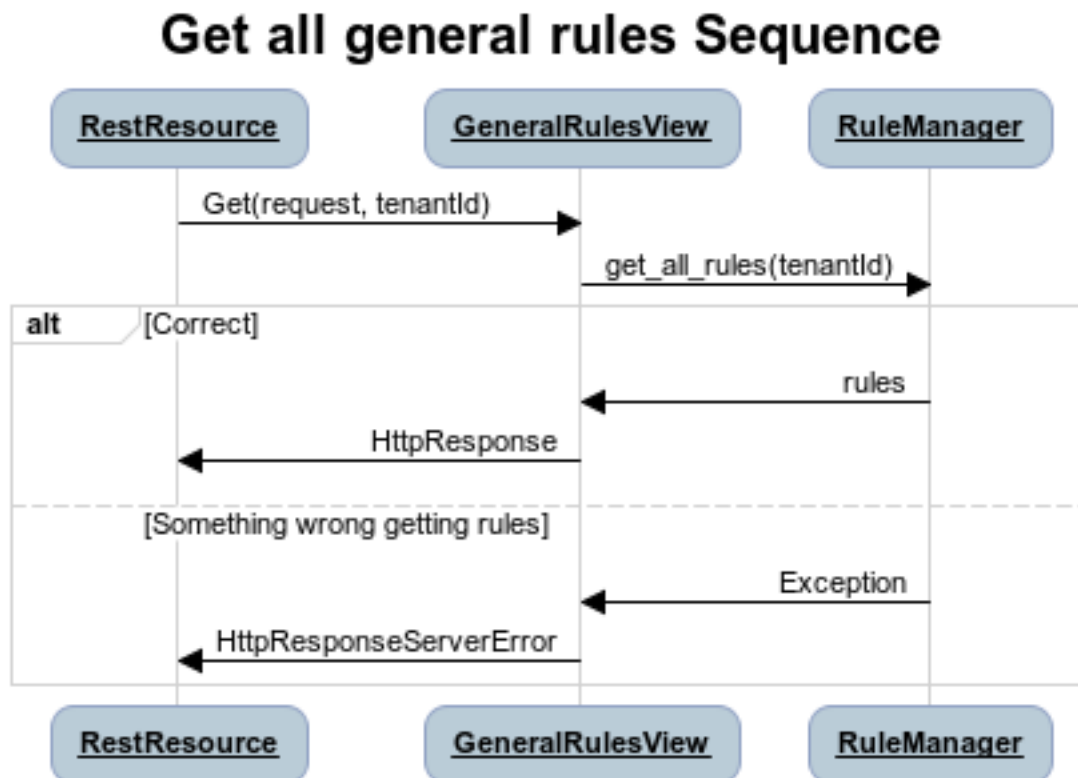 Get all general rules Sequence
RestResource GeneralRulesView RuleManager
Get(request, tenantId)
get_all_rules(tenantId)
alt [Correct]
rules
HttpResponse
[Something wrong getting rules]
Exception
HttpResponseServerError
RestResource GeneralRulesView RuleManager